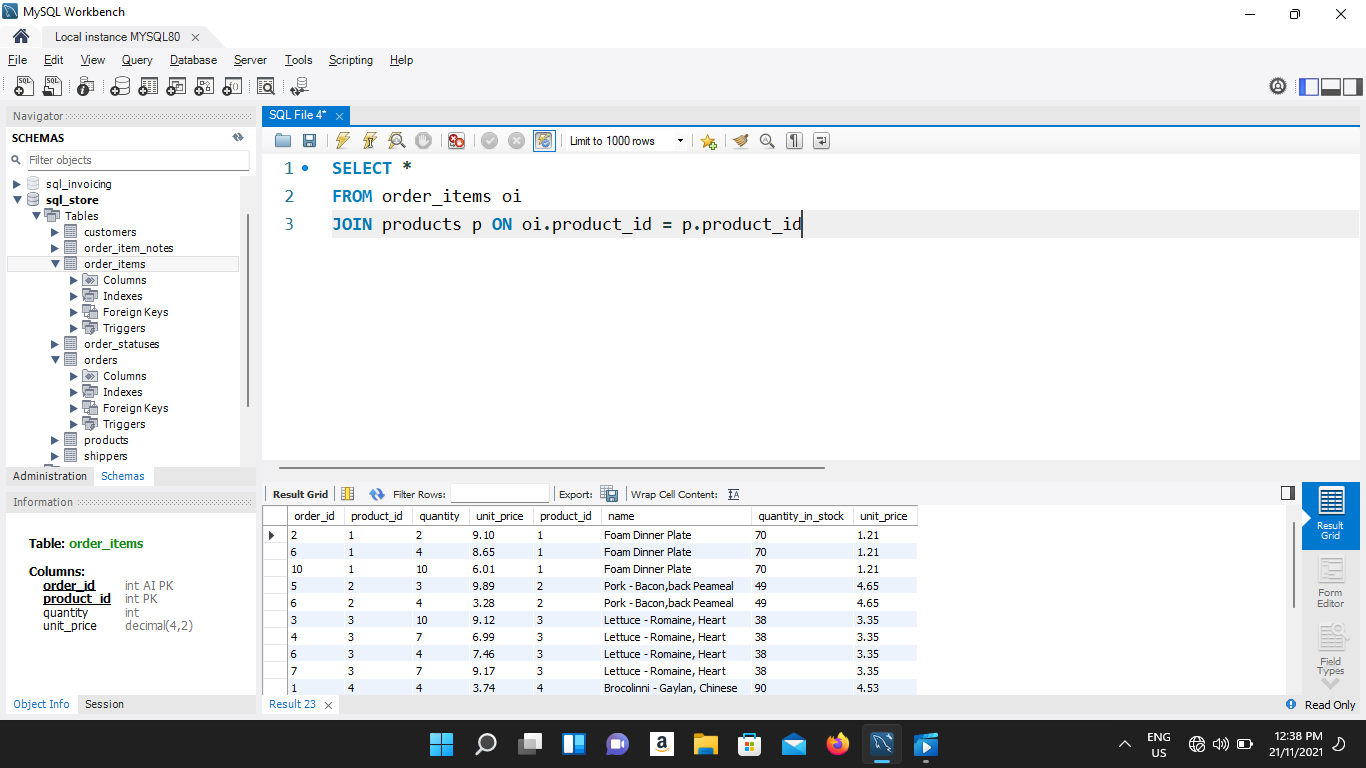 MySQL Workbench
Local instance MYSQL80
File Edit View Query Database Server Tools Scripting Help
Navigator
SCHEMAS
Filter objects
sql_invoicing
sql_store
Tables
customers
order_item_notes
order_items
Columns
Indexes
Foreign Keys
Triggers
order_statuses
orders
Columns
Indexes
Foreign Keys
Triggers
products
shippers
Administration Schemas
Information
Table: order_items
Columns:
order_id int AI PK
product_id int PK
quantity int
unit_price decimal(4,2)
Object Info Session
SQL File 4*
Limit to 1000 rows
1 SELECT *
2 FROM order_items oi
3 JOIN products p ON oi.product_id = p.product_id
Result Grid Filter Rows: Export: Wrap Cell Content:
order_id product_id quantity unit_price product_id name quantity_in_stock unit_price
2 1 2 9.10 1 Foam Dinner Plate 70 1.21
6 1 4 8.65 1 Foam Dinner Plate 70 1.21
10 1 10 6.01 1 Foam Dinner Plate 70 1.21
5 2 3 9.89 2 Pork - Bacon,back Peameal 49 4.65
6 2 4 3.28 2 Pork - Bacon,back Peameal 49 4.65
3 3 10 9.12 3 Lettuce - Romaine, Heart 38 3.35
4 3 7 6.99 3 Lettuce - Romaine, Heart 38 3.35
6 3 4 7.46 3 Lettuce - Romaine, Heart 38 3.35
7 3 7 9.17 3 Lettuce - Romaine, Heart 38 3.35
1 4 4 3.74 4 Brocolinni - Gaylan, Chinese 90 4.53
Result
Grid
Form
Editor
Field
Types
Result 23
Read Only
ENG
US
12:38 PM
21/11/2021